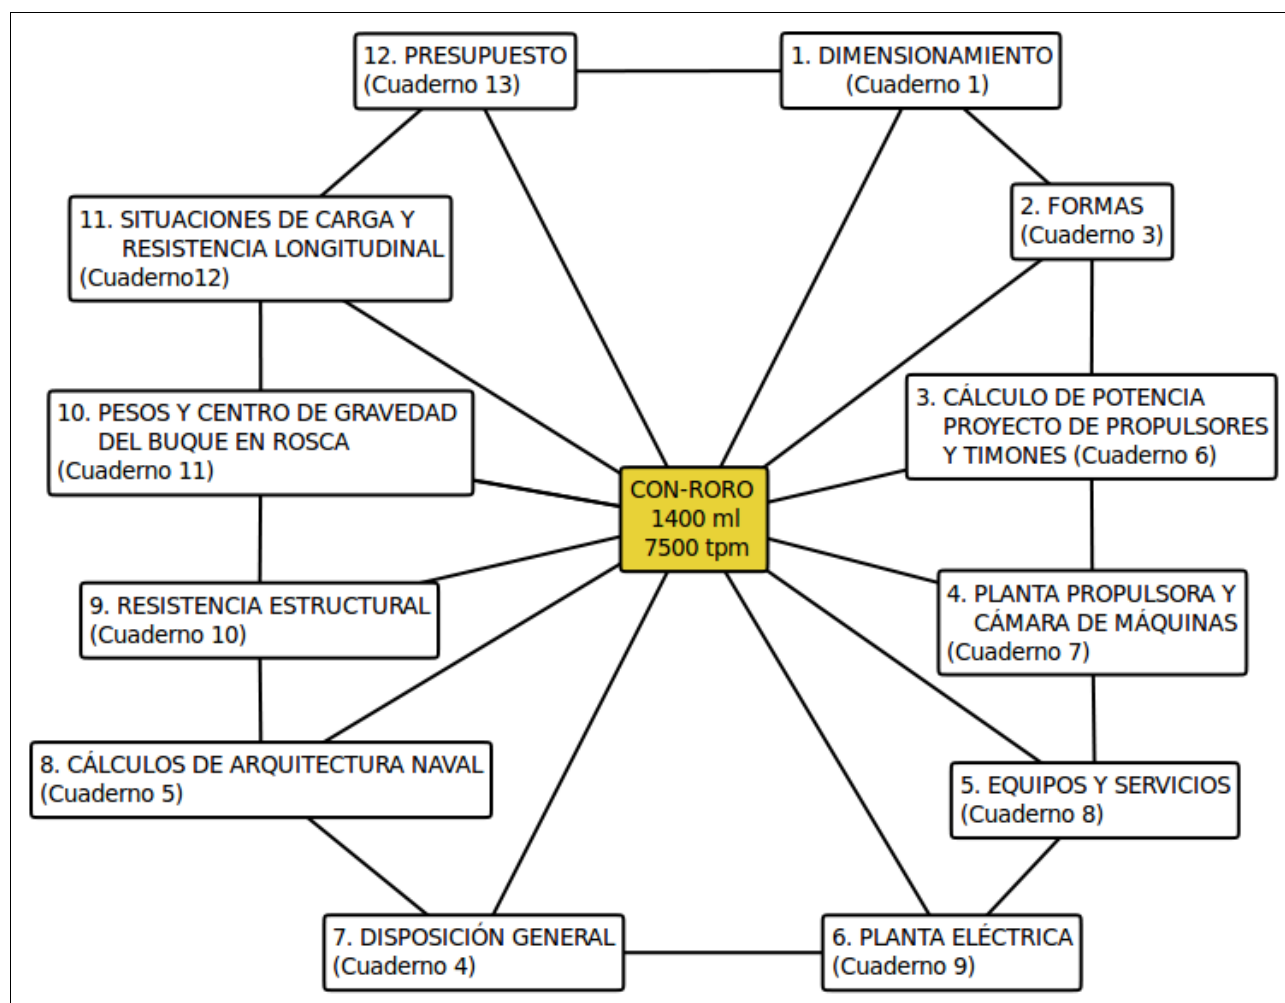 12. PRESUPUESTO
(Cuaderno 13)
1. DIMENSIONAMIENTO
(Cuaderno 1)
2. FORMAS
(Cuaderno 3)
11. SITUACIONES DE CARGA Y
RESISTENCIA LONGITUDINAL
(Cuaderno12)
3. CÁLCULO DE POTENCIA
PROYECTO DE PROPULSORES
Y TIMONES (Cuaderno 6)
10. PESOS Y CENTRO DE GRAVEDAD
DEL BUQUE EN ROSCA
(Cuaderno 11)
CON-RORO
1400 ml
7500 tpm
9. RESISTENCIA ESTRUCTURAL
(Cuaderno 10)
4. PLANTA PROPULSORA Y
CÁMARA DE MÁQUINAS
(Cuaderno 7)
8. CÁLCULOS DE ARQUITECTURA NAVAL
(Cuaderno 5)
5. EQUIPOS Y SERVICIOS
(Cuaderno 8)
7. DISPOSICIÓN GENERAL
(Cuaderno 4)
6. PLANTA ELÉCTRICA
(Cuaderno 9)